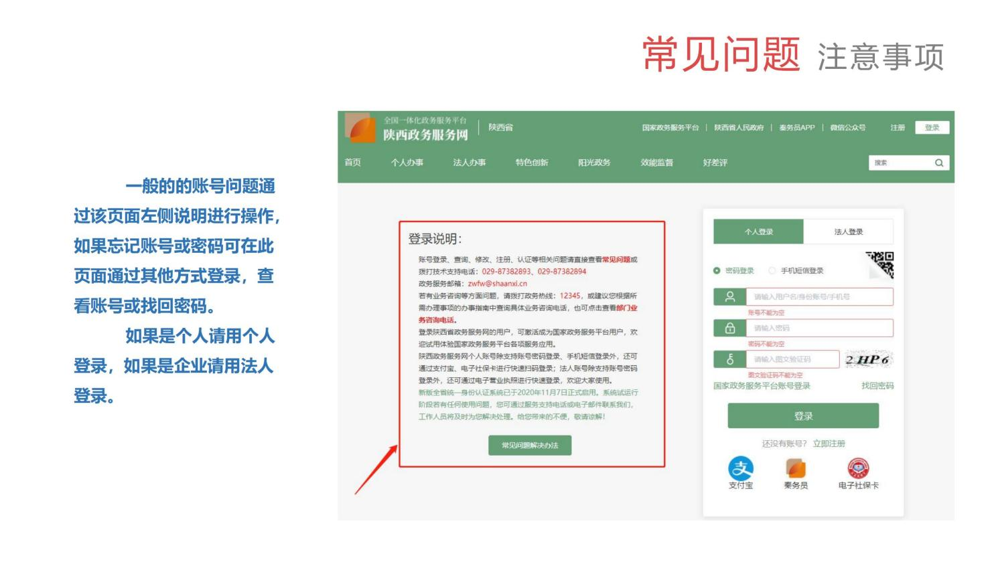 常见问题 注意事项
一般的的账号问题通
过该页面左侧说明进行操作，
如果忘记账号或密码可在此
页面通过其他方式登录，查
看账号或找回密码。
如果是个人请用个人
登录，如果是企业请用法人
登录。
全国一体化政务服务平台
陕西政务服务网
陕西省
国家政务服务平台 | 陕西省人民政府 | 秦务员APP | 微信公众号 注册 登录
首页 个人办事 法人办事 特色创新 阳光政务 效能监督 好差评 搜索
登录说明：
账号登录、查询、修改、注册、认证等相关问题请直接查看常见问题或
拨打技术支持电话：029-87382893、029-87382894
政务服务邮箱：zwfw@shaanxi.cn
若有业务咨询等方面问题，请拨打政务热线：12345，或建议您根据所
需办理事项的办事指南中查询具体业务咨询电话，也可点击查看部门业
务咨询电话。
登录陕西省政务服务网的用户，可激活成为国家政务服务平台用户，欢
迎试用体验国家政务服务平台各项服务应用。
陕西政务服务网个人账号除支持账号密码登录、手机短信登录外，还可
通过支付宝、电子社保卡进行快速扫码登录；法人账号除支持账号密码
登录外，还可通过电子营业执照进行快速登录，欢迎大家使用。
新版全省统一身份认证系统已于2020年11月7日正式启用。系统试运行
阶段若有任何使用问题，您可通过服务支持电话或电子邮件联系我们，
工作人员将及时为您解决处理。给您带来的不便，敬请谅解！
常见问题解决办法
个人登录 法人登录
密码登录 手机短信登录
请输入用户名/身份账号/手机号
账号不能为空
请输入密码
密码不能为空
请输入图文验证码 2HP6
图文验证码不能为空
国家政务服务平台账号登录 找回密码
登录
还没有账号？ 立即注册
支付宝 秦务员 电子社保卡